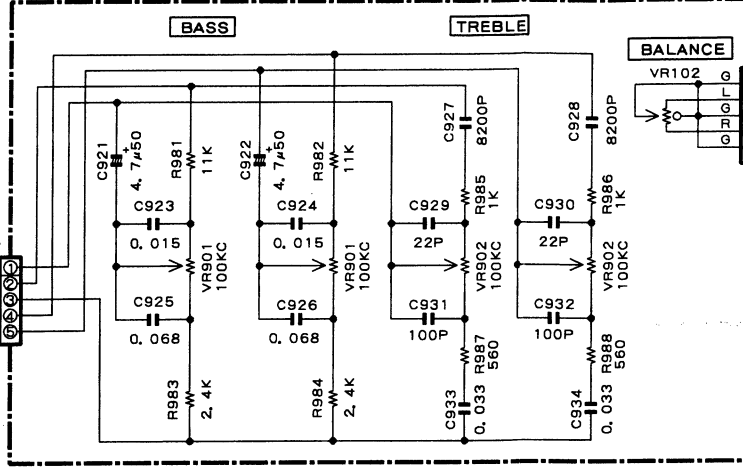 BASS
TREBLE
BALANCE
VR102
G
L
G
R
G
C921
4. 7μ50
+
R981
11K
C922
4. 7μ50
+
R982
11K
C927
8200P
C928
8200P
R985
1K
R986
1K
C923
0. 015
C924
0. 015
C929
22P
C930
22P
VR901
100KC
VR901
100KC
VR902
100KC
VR902
100KC
1
2
3
4
5
C925
0. 068
C926
0. 068
C931
100P
C932
100P
R987
560
R988
560
R983
2. 4K
R984
2. 4K
C933
0. 033
C934
0. 033